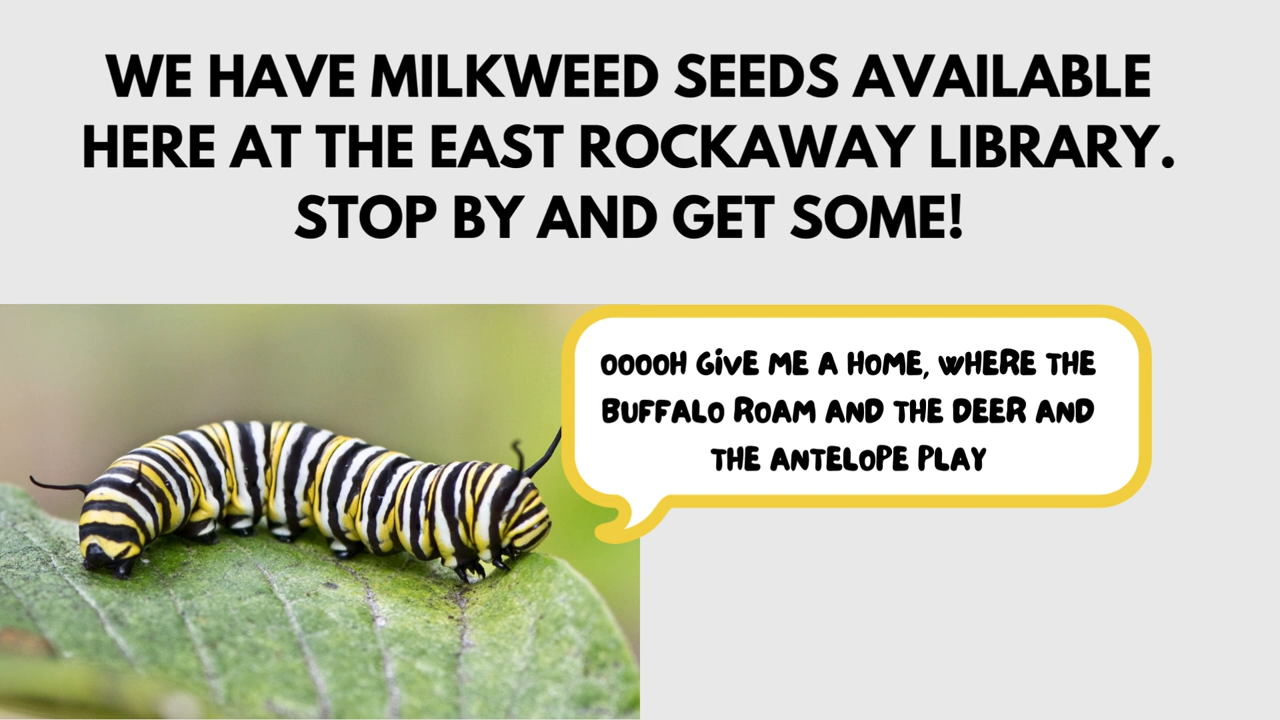 WE HAVE MILKWEED SEEDS AVAILABLE
HERE AT THE EAST ROCKAWAY LIBRARY.
STOP BY AND GET SOME!
OOOOH GIVE ME A HOME, WHERE THE
BUFFALO ROAM AND THE DEER AND
THE ANTELOPE PLAY